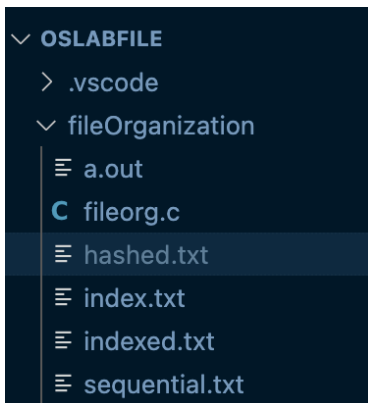 OSLABFILE
.vscode
fileOrganization
a.out
C fileorg.c
hashed.txt
index.txt
indexed.txt
sequential.txt